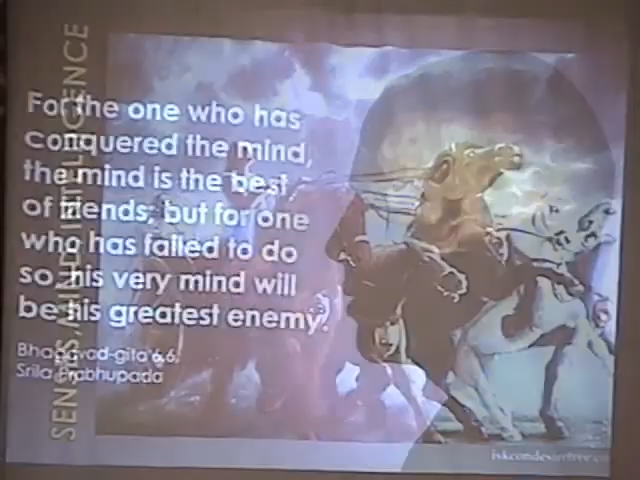 SENSES, MIND, INTELLIGENCE
For the one who has
conquered the mind,
the mind is the best
of friends; but for one
who has failed to do
so, his very mind will
be his greatest enemy.
Bhagavad-gita 6.6,
Srila Prabhupada